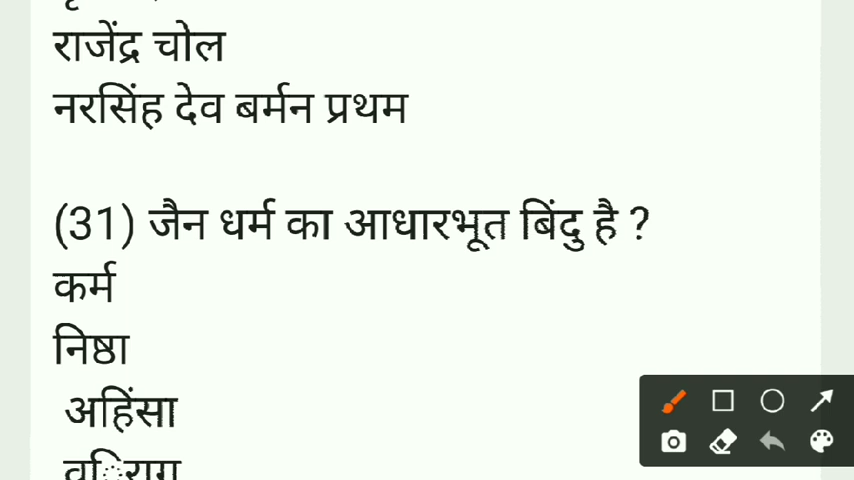 राजेंद्र चोल
नरसिंह देव बर्मन प्रथम
(31) जैन धर्म का आधारभूत बिंदु है ?
कर्म
निष्ठा
अहिंसा